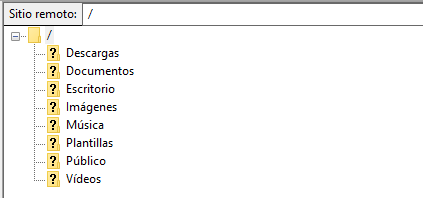 Sitio remoto: /
/
Descargas
Documentos
Escritorio
Imágenes
Música
Plantillas
Público
Vídeos